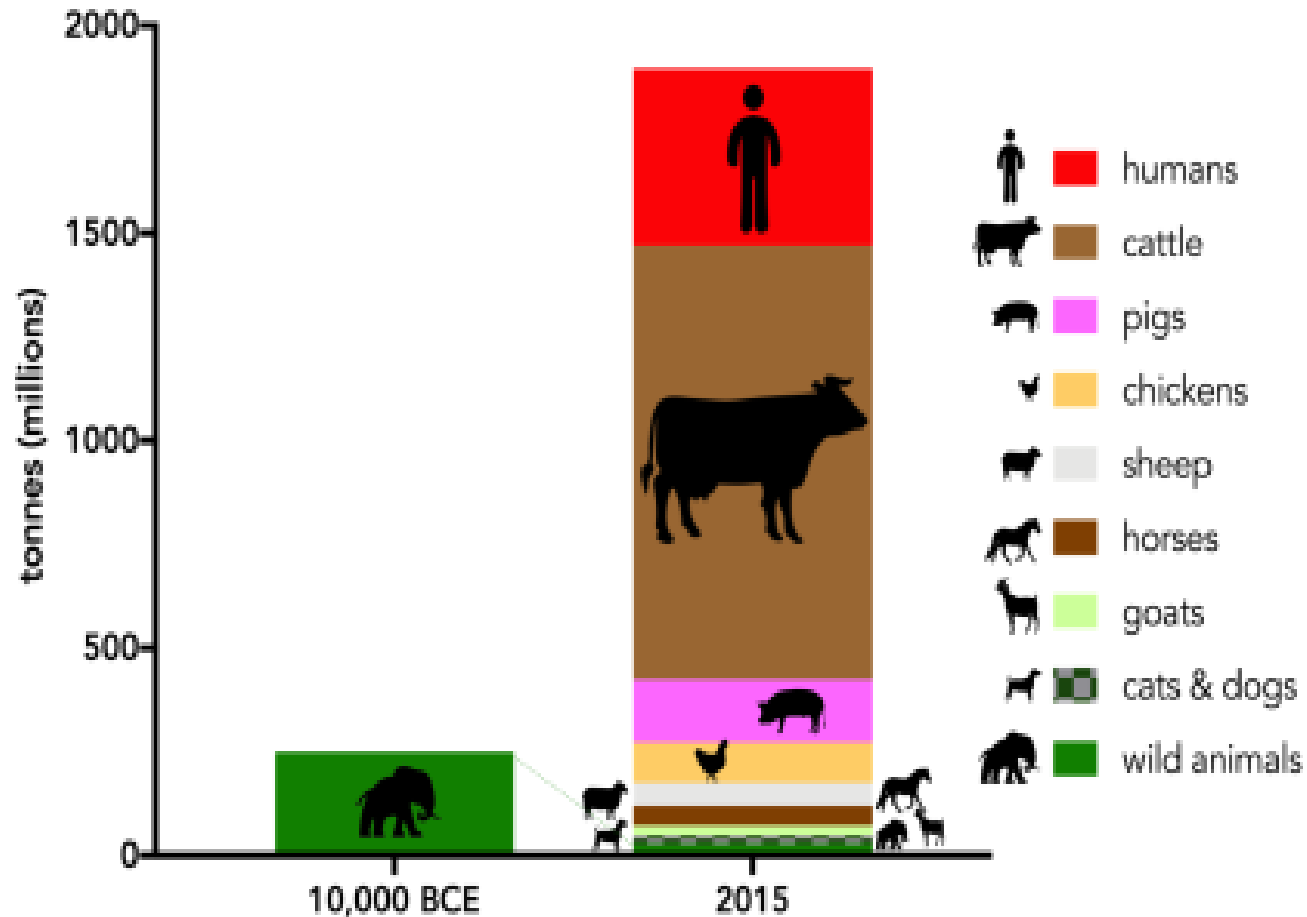 2000
1500
1000
500
0
tonnes (millions)
10,000 BCE
2015
humans
cattle
pigs
chickens
sheep
horses
goats
cats & dogs
wild animals